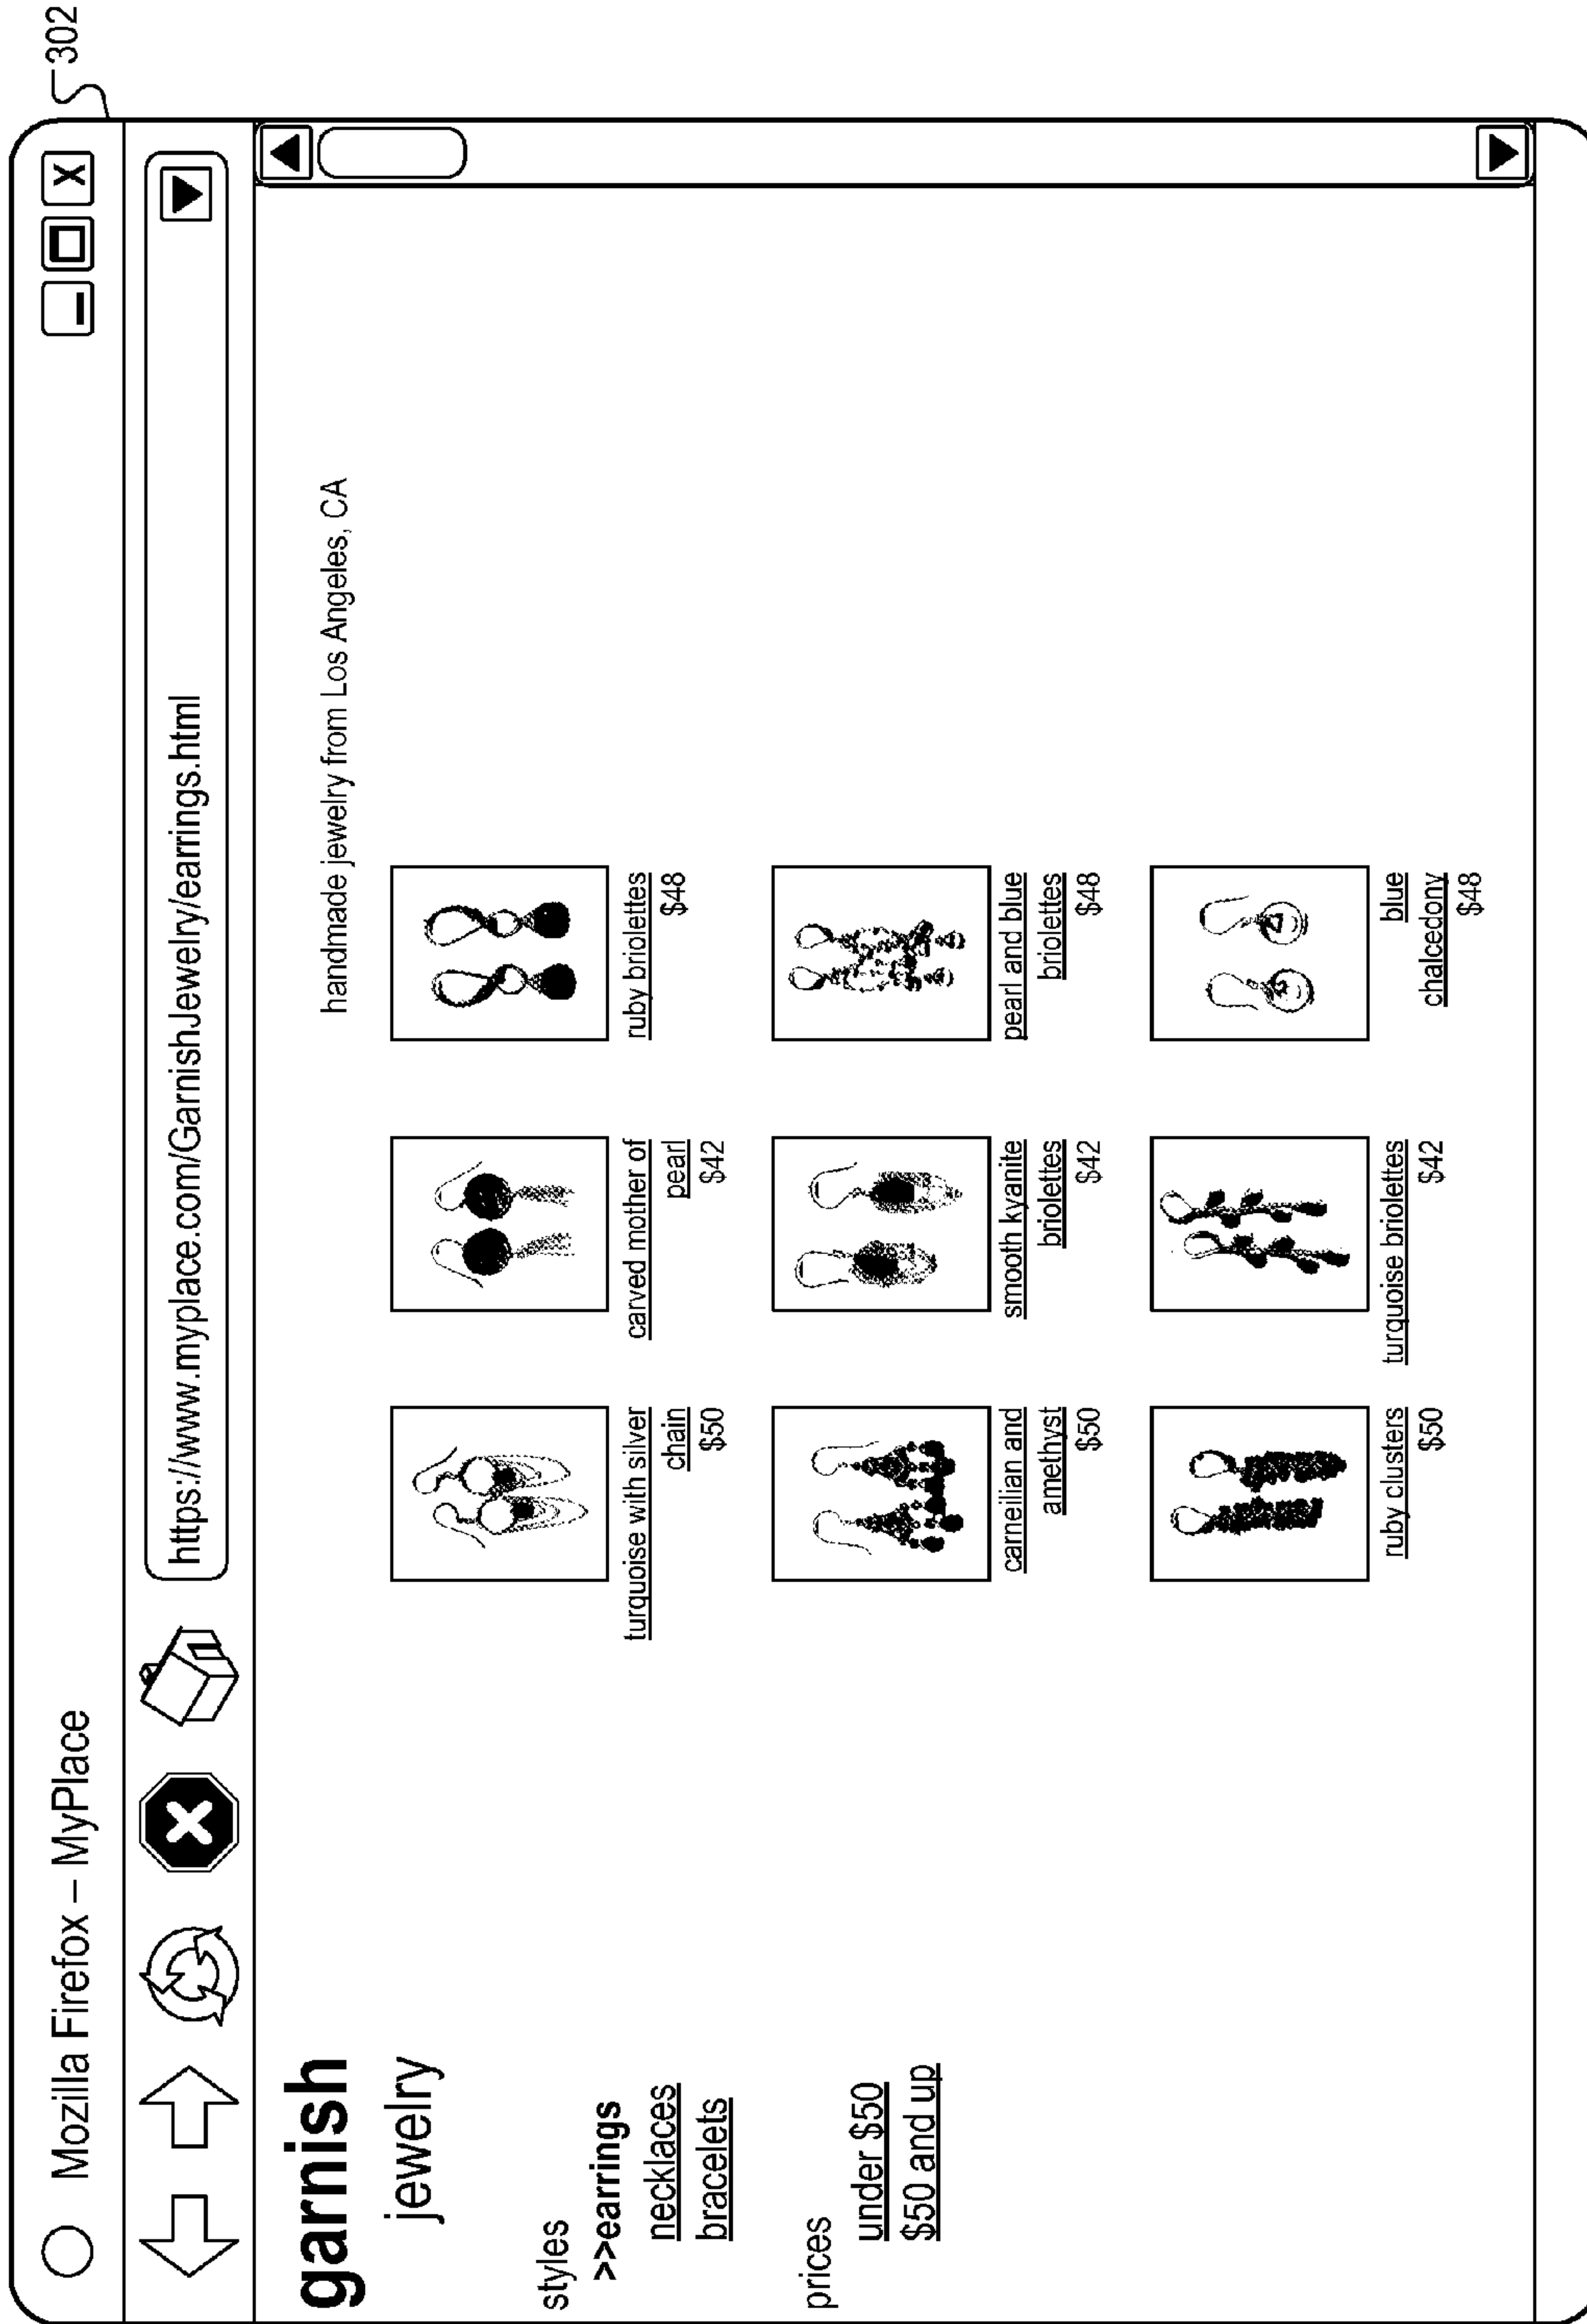 302
Mozilla Firefox – MyPlace
X
https://www.myplace.com/GarnishJewelry/earrings.html
garnish
jewelry
handmade jewelry from Los Angeles, CA
styles
>>earrings
necklaces
bracelets
prices
under $50
$50 and up
turquoise with silver
chain
$50
carved mother of
pearl
$42
ruby briolettes
$48
carneilian and
amethyst
$50
smooth kyanite
briolettes
$42
pearl and blue
briolettes
$48
ruby clusters
$50
turquoise briolettes
$42
blue
chalcedony
$48